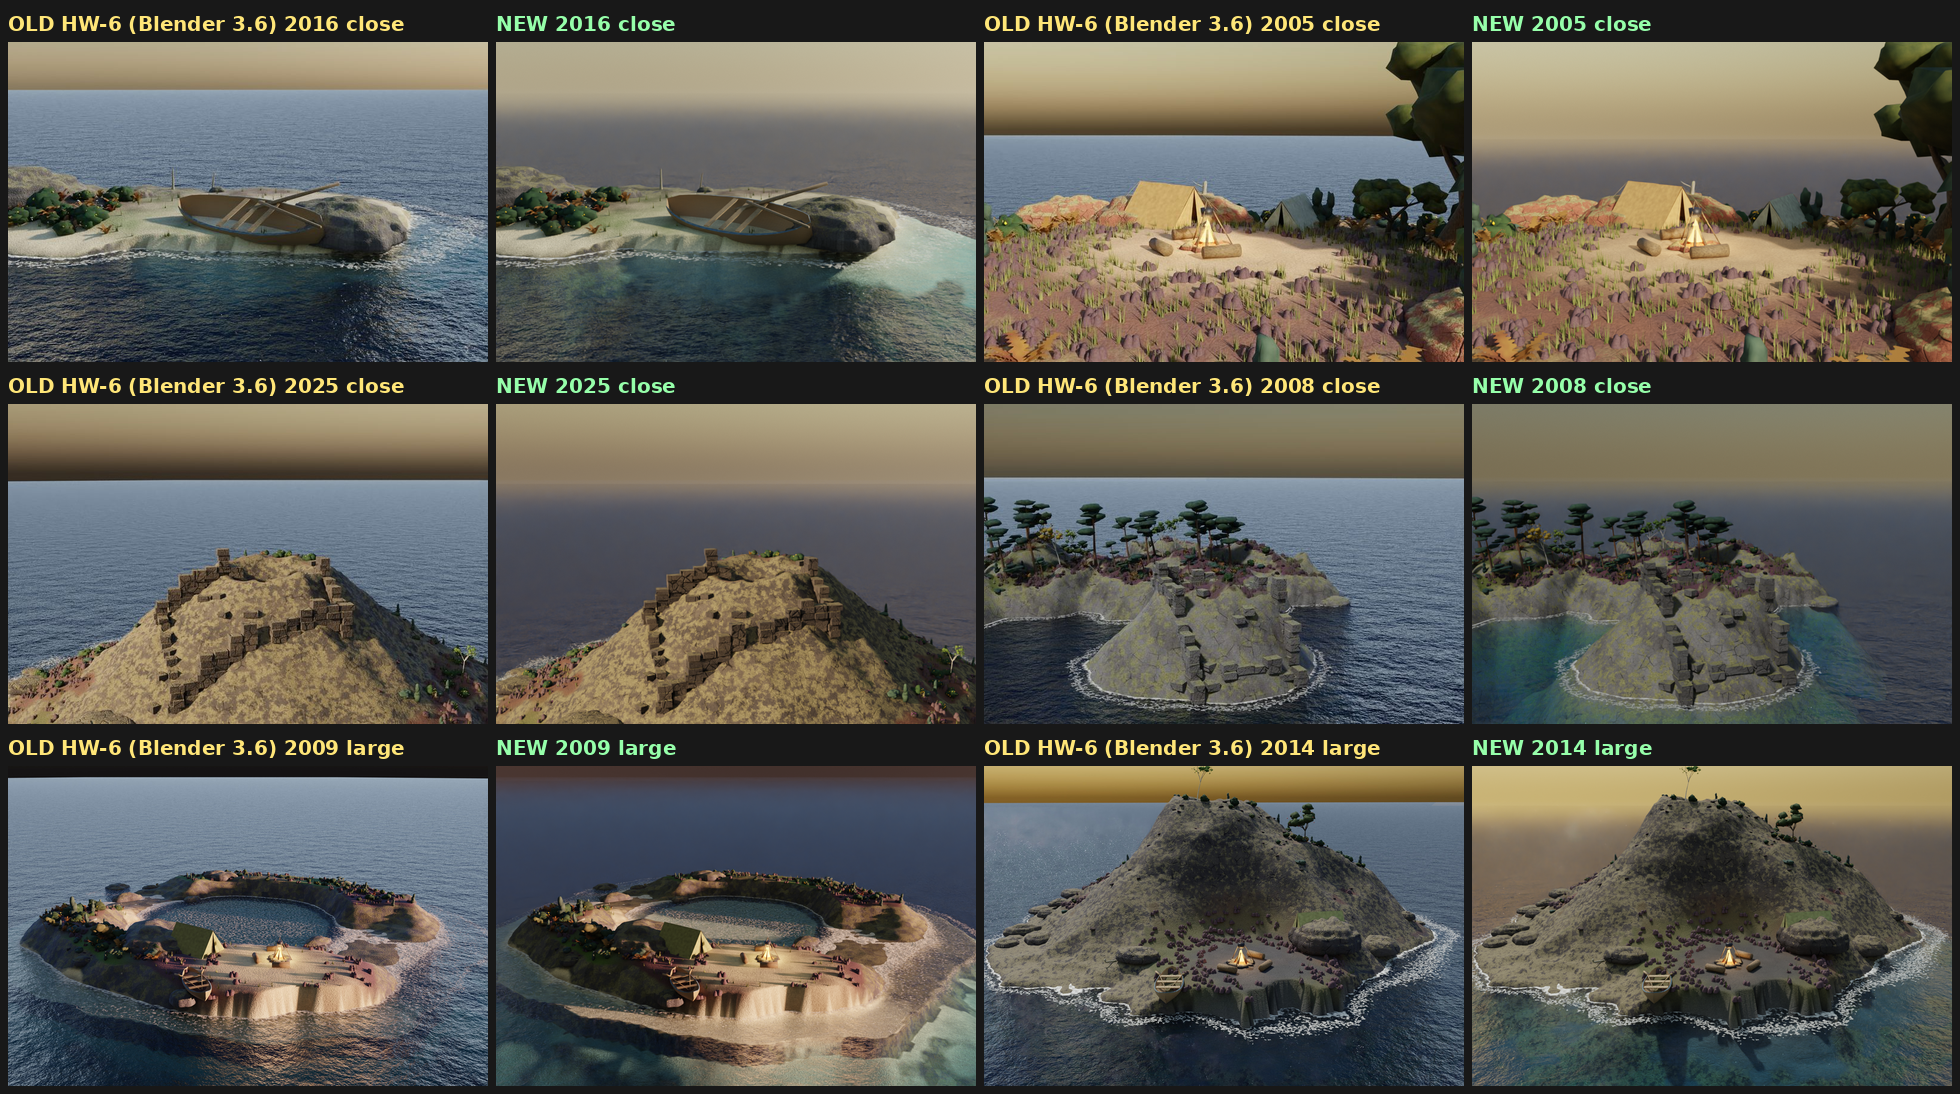 OLD HW-6 (Blender 3.6) 2016 close
NEW 2016 close
OLD HW-6 (Blender 3.6) 2005 close
NEW 2005 close
OLD HW-6 (Blender 3.6) 2025 close
NEW 2025 close
OLD HW-6 (Blender 3.6) 2008 close
NEW 2008 close
OLD HW-6 (Blender 3.6) 2009 large
NEW 2009 large
OLD HW-6 (Blender 3.6) 2014 large
NEW 2014 large